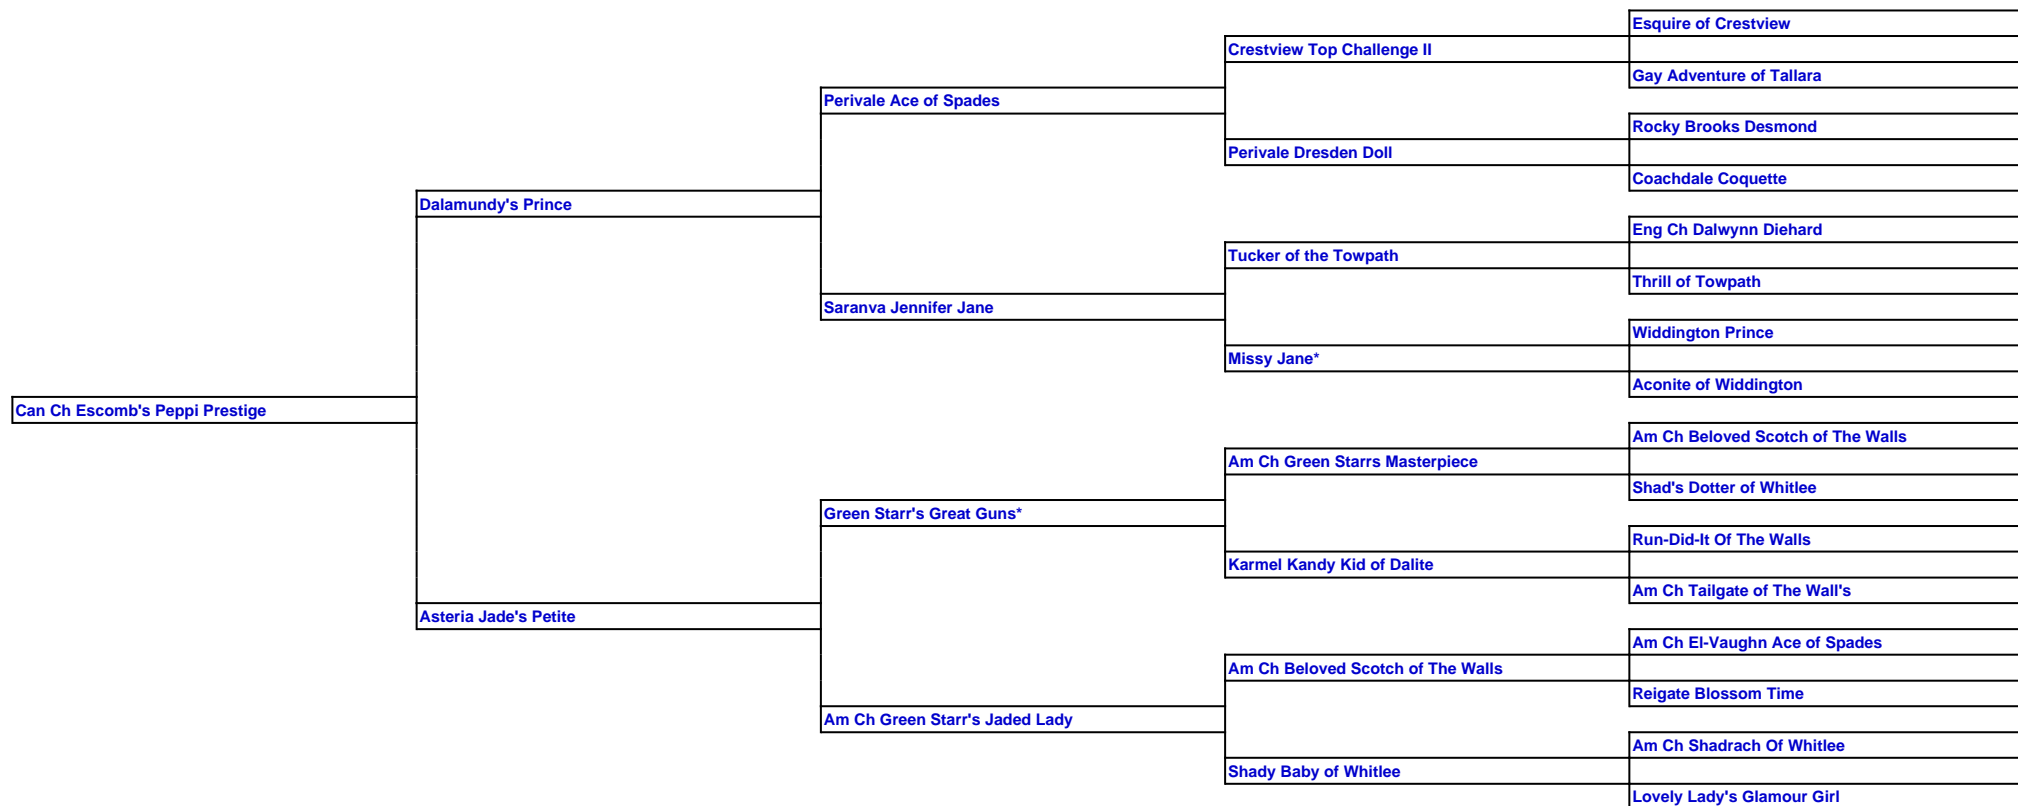 Esquire of Crestview
Crestview Top Challenge II
Gay Adventure of Tallara
Perivale Ace of Spades
Rocky Brooks Desmond
Perivale Dresden Doll
Coachdale Coquette
Dalamundy's Prince
Eng Ch Dalwynn Diehard
Tucker of the Towpath
Thrill of Towpath
Saranva Jennifer Jane
Widdington Prince
Missy Jane*
Aconite of Widdington
Can Ch Escomb's Peppi Prestige
Am Ch Beloved Scotch of The Walls
Am Ch Green Starrs Masterpiece
Shad's Dotter of Whitlee
Green Starr's Great Guns*
Run-Did-It Of The Walls
Karmel Kandy Kid of Dalite
Am Ch Tailgate of The Wall's
Asteria Jade's Petite
Am Ch El-Vaughn Ace of Spades
Am Ch Beloved Scotch of The Walls
Reigate Blossom Time
Am Ch Green Starr's Jaded Lady
Am Ch Shadrach Of Whitlee
Shady Baby of Whitlee
Lovely Lady's Glamour Girl